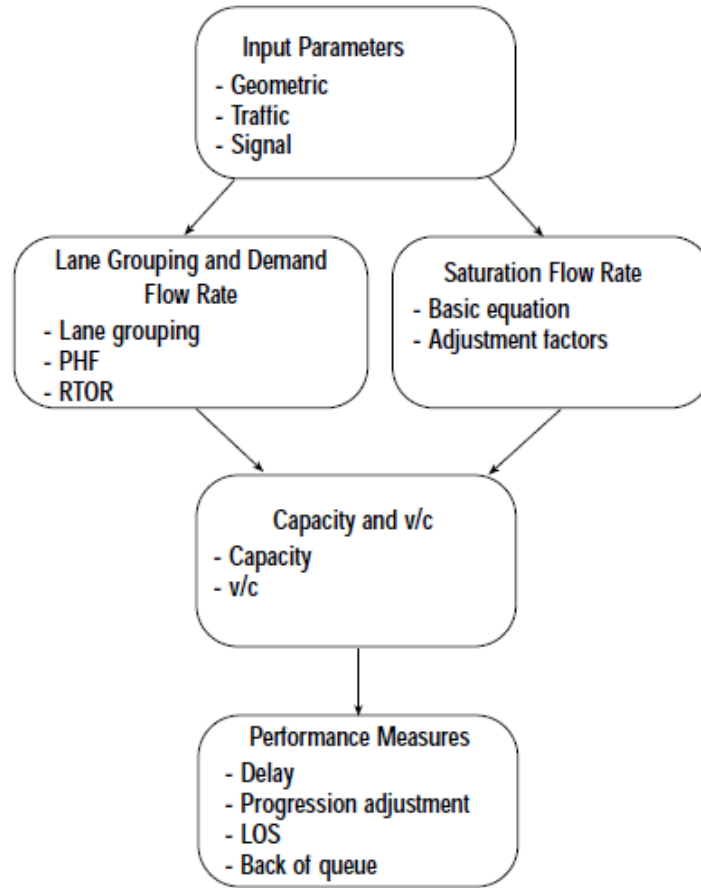 Input Parameters
- Geometric
- Traffic
- Signal
Lane Grouping and Demand
Flow Rate
- Lane grouping
- PHF
- RTOR
Saturation Flow Rate
- Basic equation
- Adjustment factors
Capacity and v/c
- Capacity
- v/c
Performance Measures
- Delay
- Progression adjustment
- LOS
- Back of queue